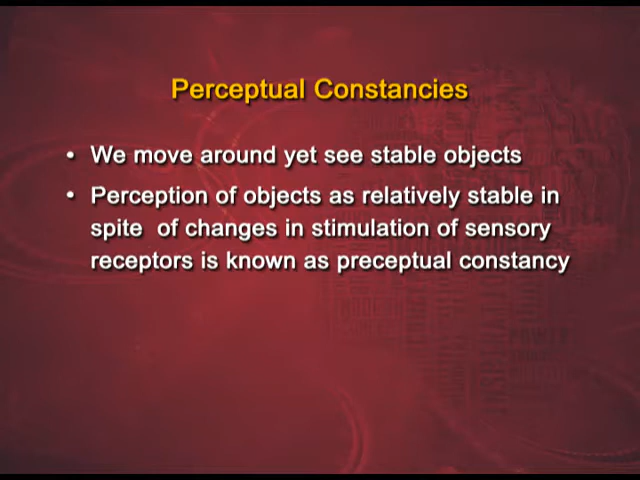 Perceptual Constancies
• We move around yet see stable objects
• Perception of objects as relatively stable in
spite of changes in stimulation of sensory
receptors is known as preceptual constancy